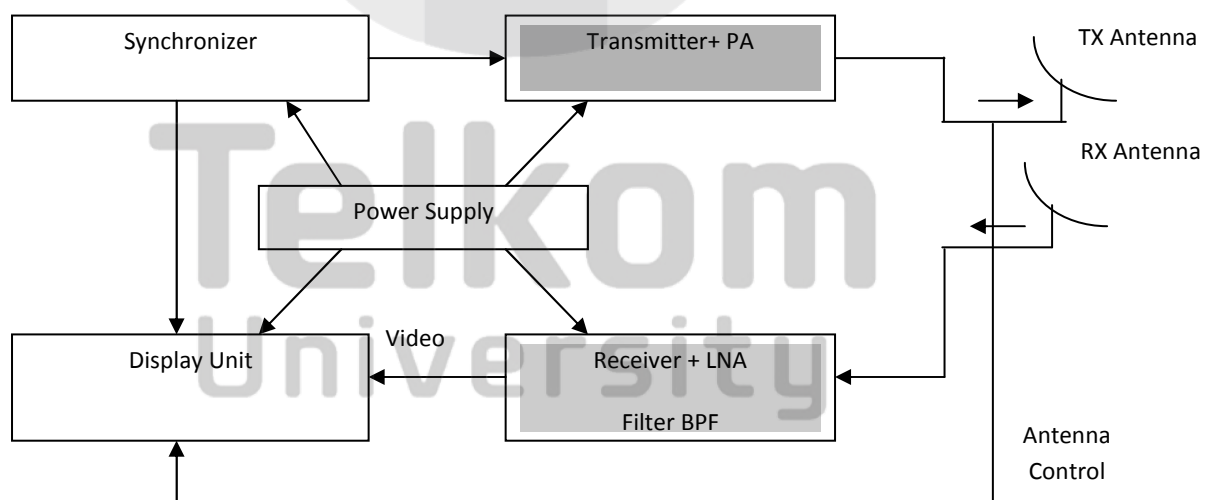 Synchronizer
Transmitter+ PA
TX Antenna
RX Antenna
Power Supply
Telkom
University
Video
Display Unit
Receiver + LNA
Filter BPF
Antenna
Control